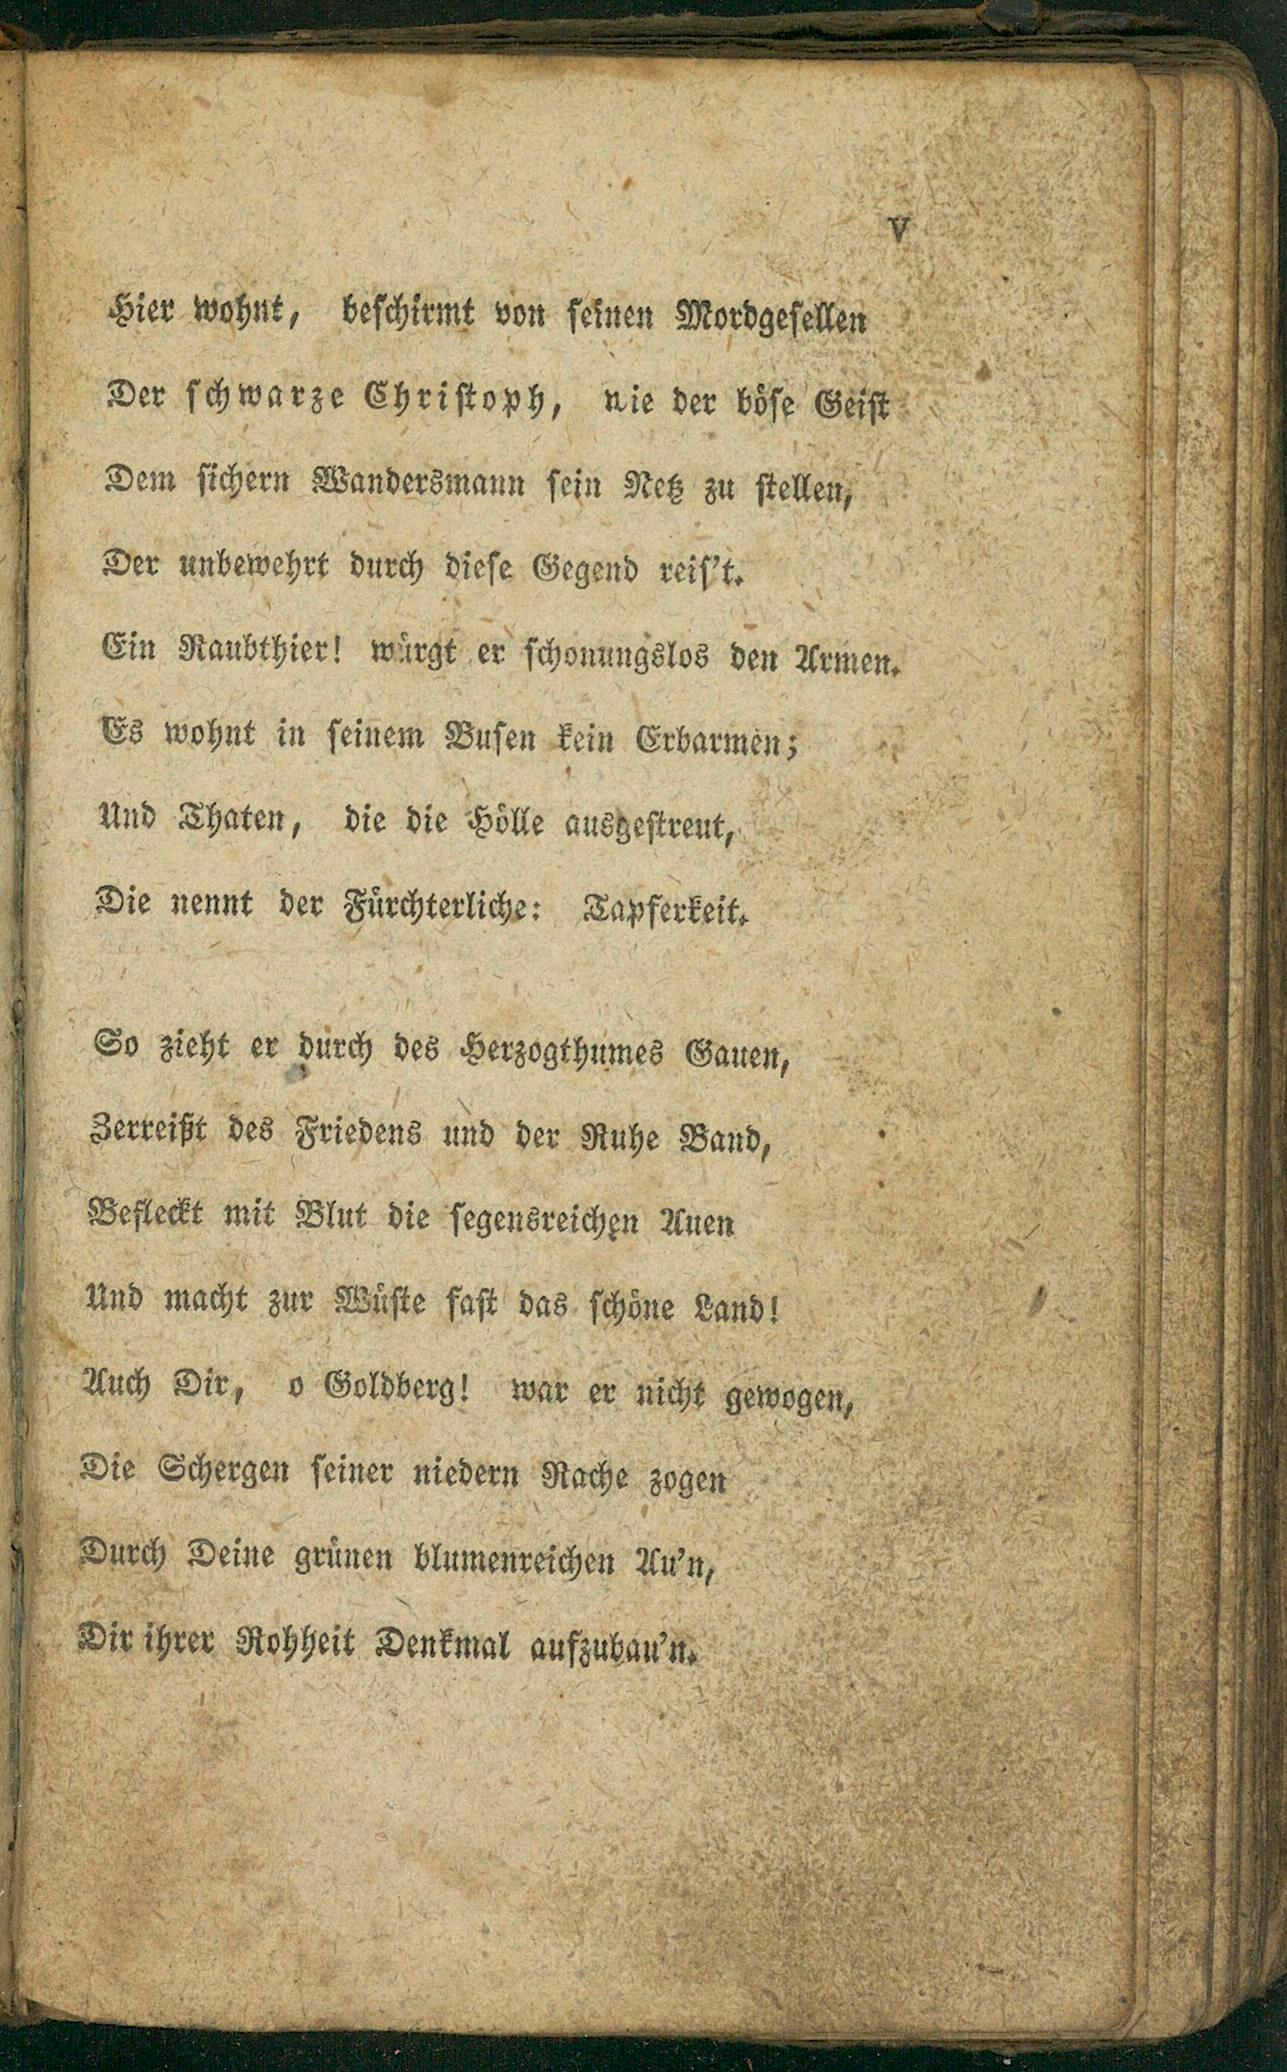 V
Hier wohnt, beschirmt von seinen Mordgesellen
Der schwarze Christoph, wie der böse Geist
Dem sichern Wandersmann sein Netz zu stellen,
Der unbewehrt durch diese Gegend reis't.
Ein Raubthier! würgt er schonungslos den Armen.
Es wohnt in seinem Busen kein Erbarmen;
Und Thaten, die die Hölle ausgestreut,
Die nennt der Fürchterliche: Tapferkeit.
So zieht er durch des Herzogthumes Gauen,
Zerreißt des Friedens und der Ruhe Band,
Befleckt mit Blut die segensreichen Auen
Und macht zur Wüste fast das schöne Land!
Auch Dir, o Goldberg! war er nicht gewogen,
Die Schergen seiner niedern Rache zogen
Durch Deine grünen blumenreichen Au'n,
Dir ihrer Rohheit Denkmal aufzubau'n.